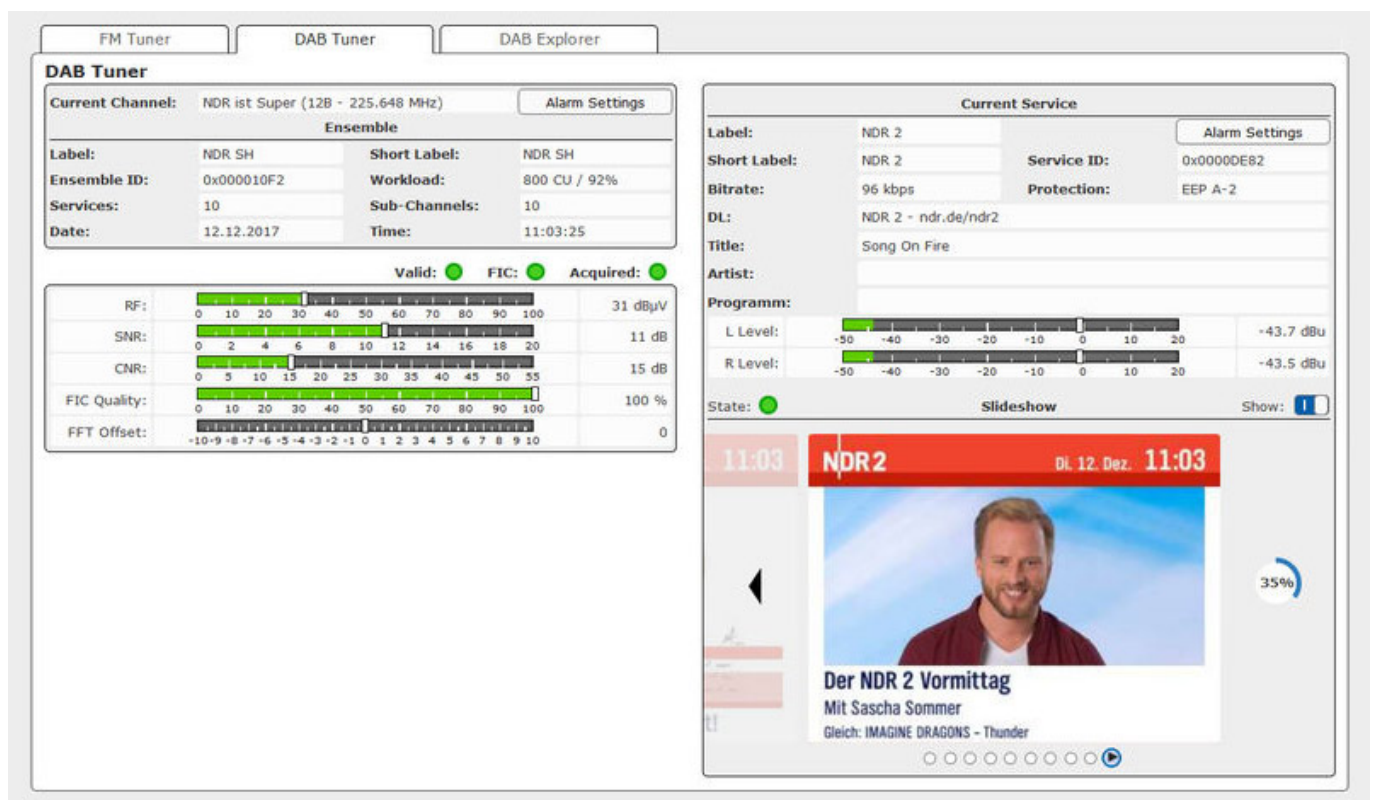 FM Tuner DAB Tuner DAB Explorer
DAB Tuner
Current Channel: NDR ist Super (12B - 225.648 MHz) Alarm Settings
Ensemble
Label: NDR SH Short Label: NDR SH
Ensemble ID: 0x000010F2 Workload: 800 CU / 92%
Services: 10 Sub-Channels: 10
Date: 12.12.2017 Time: 11:03:25
Valid: FIC: Acquired:
RF: 31 dBµV
0 10 20 30 40 50 60 70 80 90 100
SNR: 11 dB
0 2 4 6 8 10 12 14 16 18 20
CNR: 15 dB
0 5 10 15 20 25 30 35 40 45 50 55
FIC Quality: 100 %
0 10 20 30 40 50 60 70 80 90 100
FFT Offset: 0
-10 -9 -8 -7 -6 -5 -4 -3 -2 -1 0 1 2 3 4 5 6 7 8 9 10
Current Service
Label: NDR 2 Alarm Settings
Short Label: NDR 2 Service ID: 0x0000DE82
Bitrate: 96 kbps Protection: EEP A-2
DL: NDR 2 - ndr.de/ndr2
Title: Song On Fire
Artist:
Programm:
L Level: -43.7 dBu
-50 -40 -30 -20 -10 0 10 20
R Level: -43.5 dBu
-50 -40 -30 -20 -10 0 10 20
State: Slideshow Show: I
11:03 NDR 2 Di. 12. Dez. 11:03
35%
Der NDR 2 Vormittag
Mit Sascha Sommer
Gleich: IMAGINE DRAGONS - Thunder